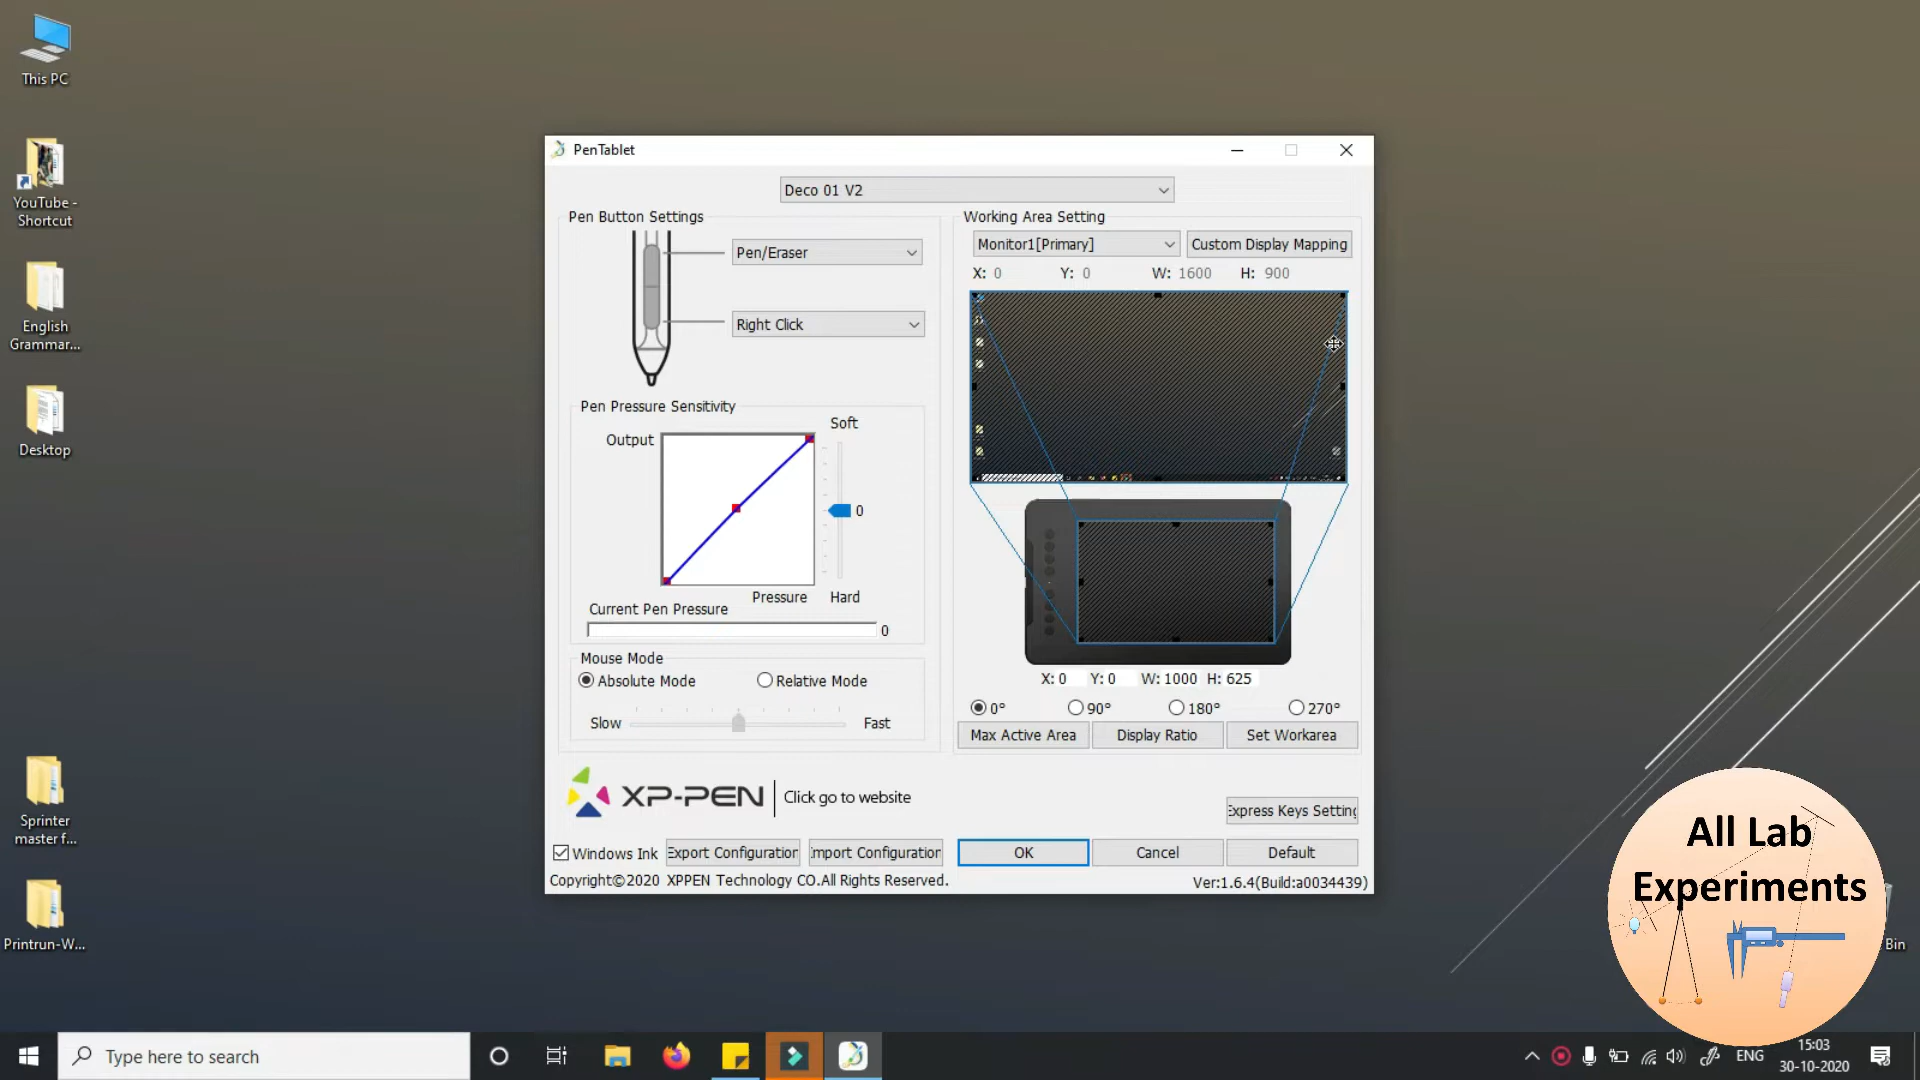 This PC
YouTube -
Shortcut
English
Grammar...
Desktop
Sprinter
master f...
Printrun-W...
PenTablet
Deco 01 V2
Pen Button Settings
Pen/Eraser
Right Click
Pen Pressure Sensitivity
Output
Soft
0
Pressure
Hard
Current Pen Pressure
0
Mouse Mode
Absolute Mode
Relative Mode
Slow
Fast
Working Area Setting
Monitor1[Primary]
Custom Display Mapping
X: 0 Y: 0 W: 1600 H: 900
X: 0 Y: 0 W: 1000 H: 625
0° 90° 180° 270°
Max Active Area
Display Ratio
Set Workarea
XP-PEN
Click go to website
Express Keys Setting
Windows Ink
Export Configuration
Import Configuration
OK
Cancel
Default
Copyright©2020 XPPEN Technology CO.All Rights Reserved.
Ver:1.6.4(Build:a0034439)
All Lab
Experiments
Bin
Type here to search
ENG
15:03
30-10-2020